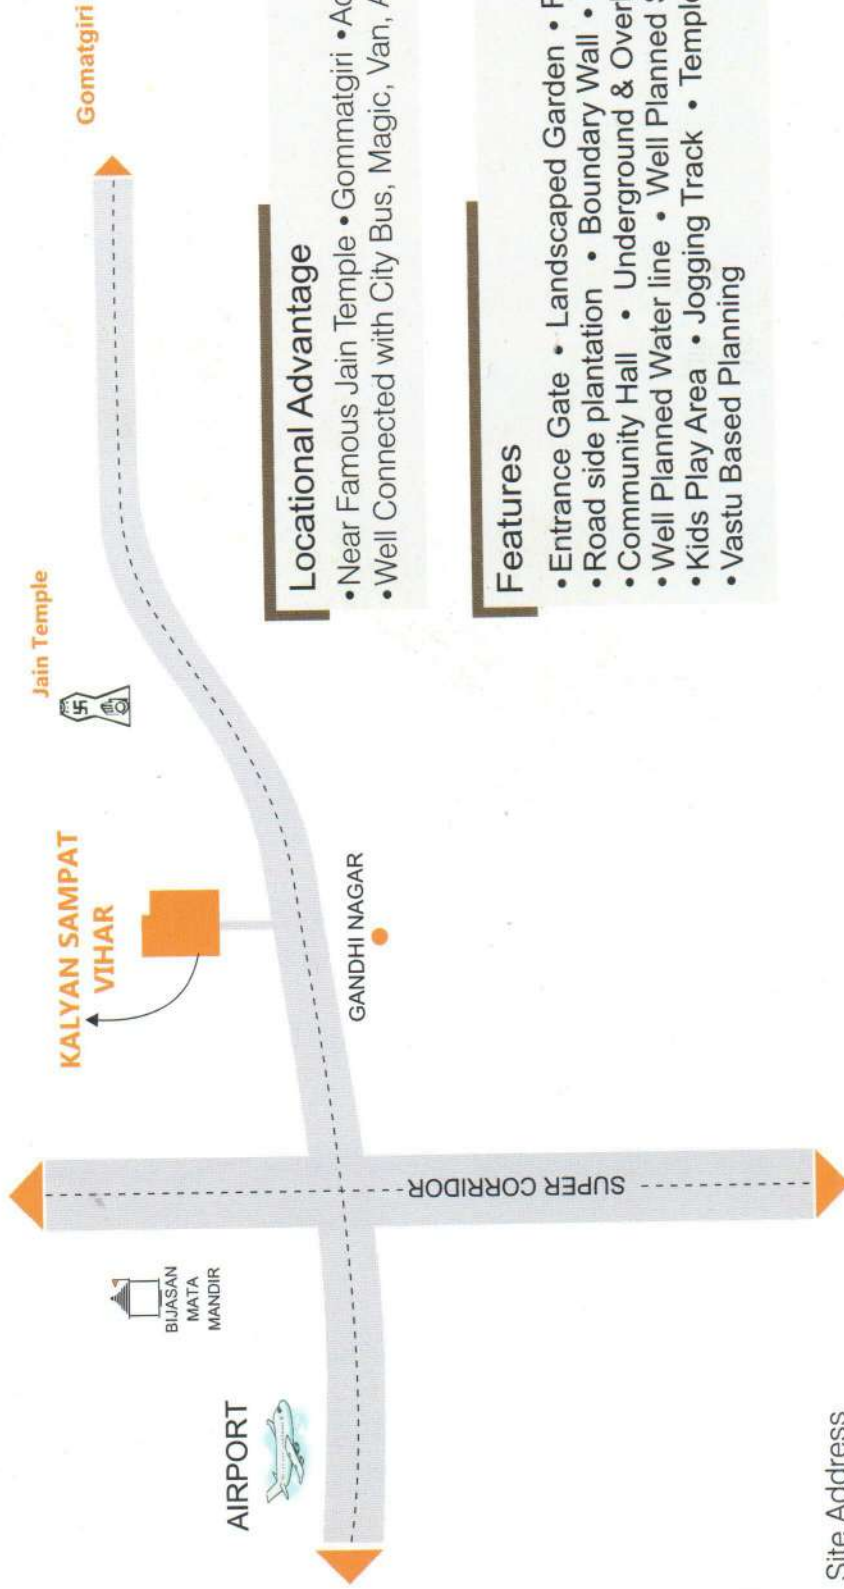 Gomatgiri
Jain Temple
KALYAN SAMPAT
VIHAR
GANDHI NAGAR
SUPER CORRIDOR
BIJASAN
MATA
MANDIR
AIRPORT
Locational Advantage
• Near Famous Jain Temple • Gommatgiri •
• Well Connected with City Bus, Magic, Van,
Features
• Entrance Gate • Landscaped Garden •
• Road side plantation • Boundary Wall •
• Community Hall • Underground &
• Well Planned Water line • Well Planned
• Kids Play Area • Jogging Track •
• Vastu Based Planning
Site Address